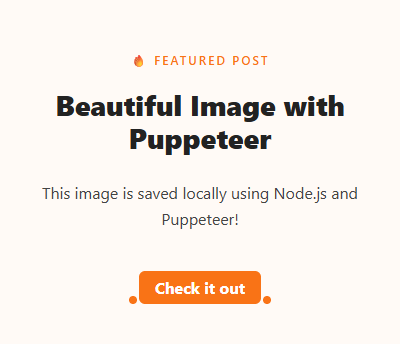 🔥 FEATURED POST
Beautiful Image with
Puppeteer
This image is saved locally using Node.js and
Puppeteer!
Check it out